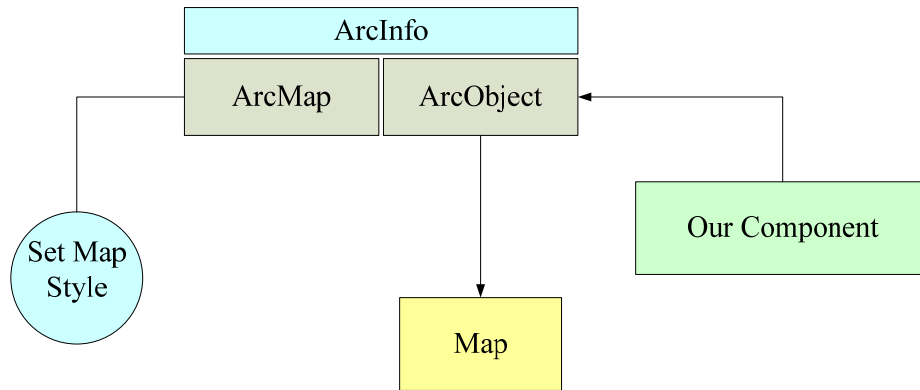 ArcInfo
ArcMap
ArcObject
Our Component
Set Map
Style
Map